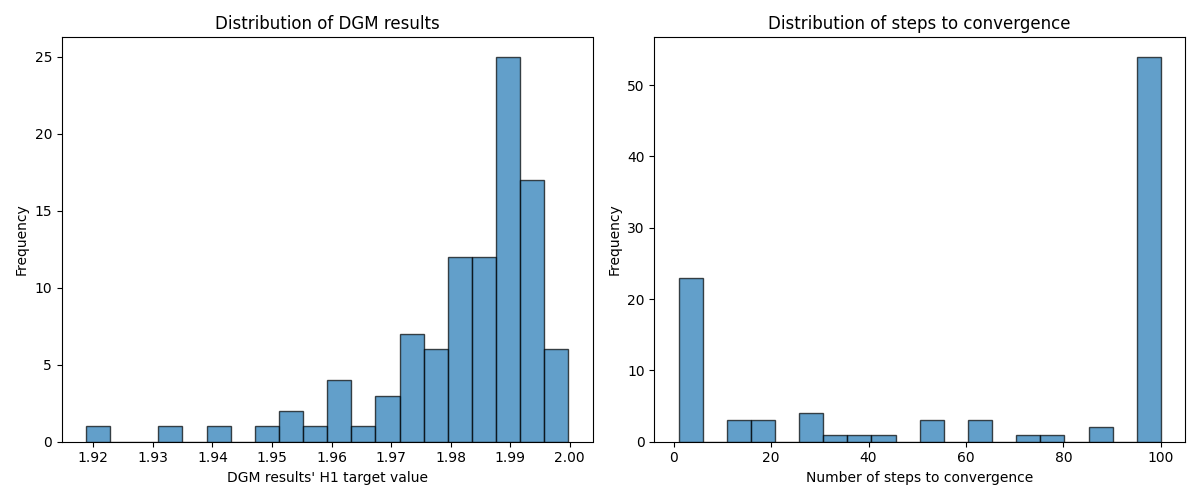 Distribution of DGM results
Frequency
25
20
15
10
5
0
1.92 1.93 1.94 1.95 1.96 1.97 1.98 1.99 2.00
DGM results' H1 target value
Distribution of steps to convergence
Frequency
50
40
30
20
10
0
0 20 40 60 80 100
Number of steps to convergence